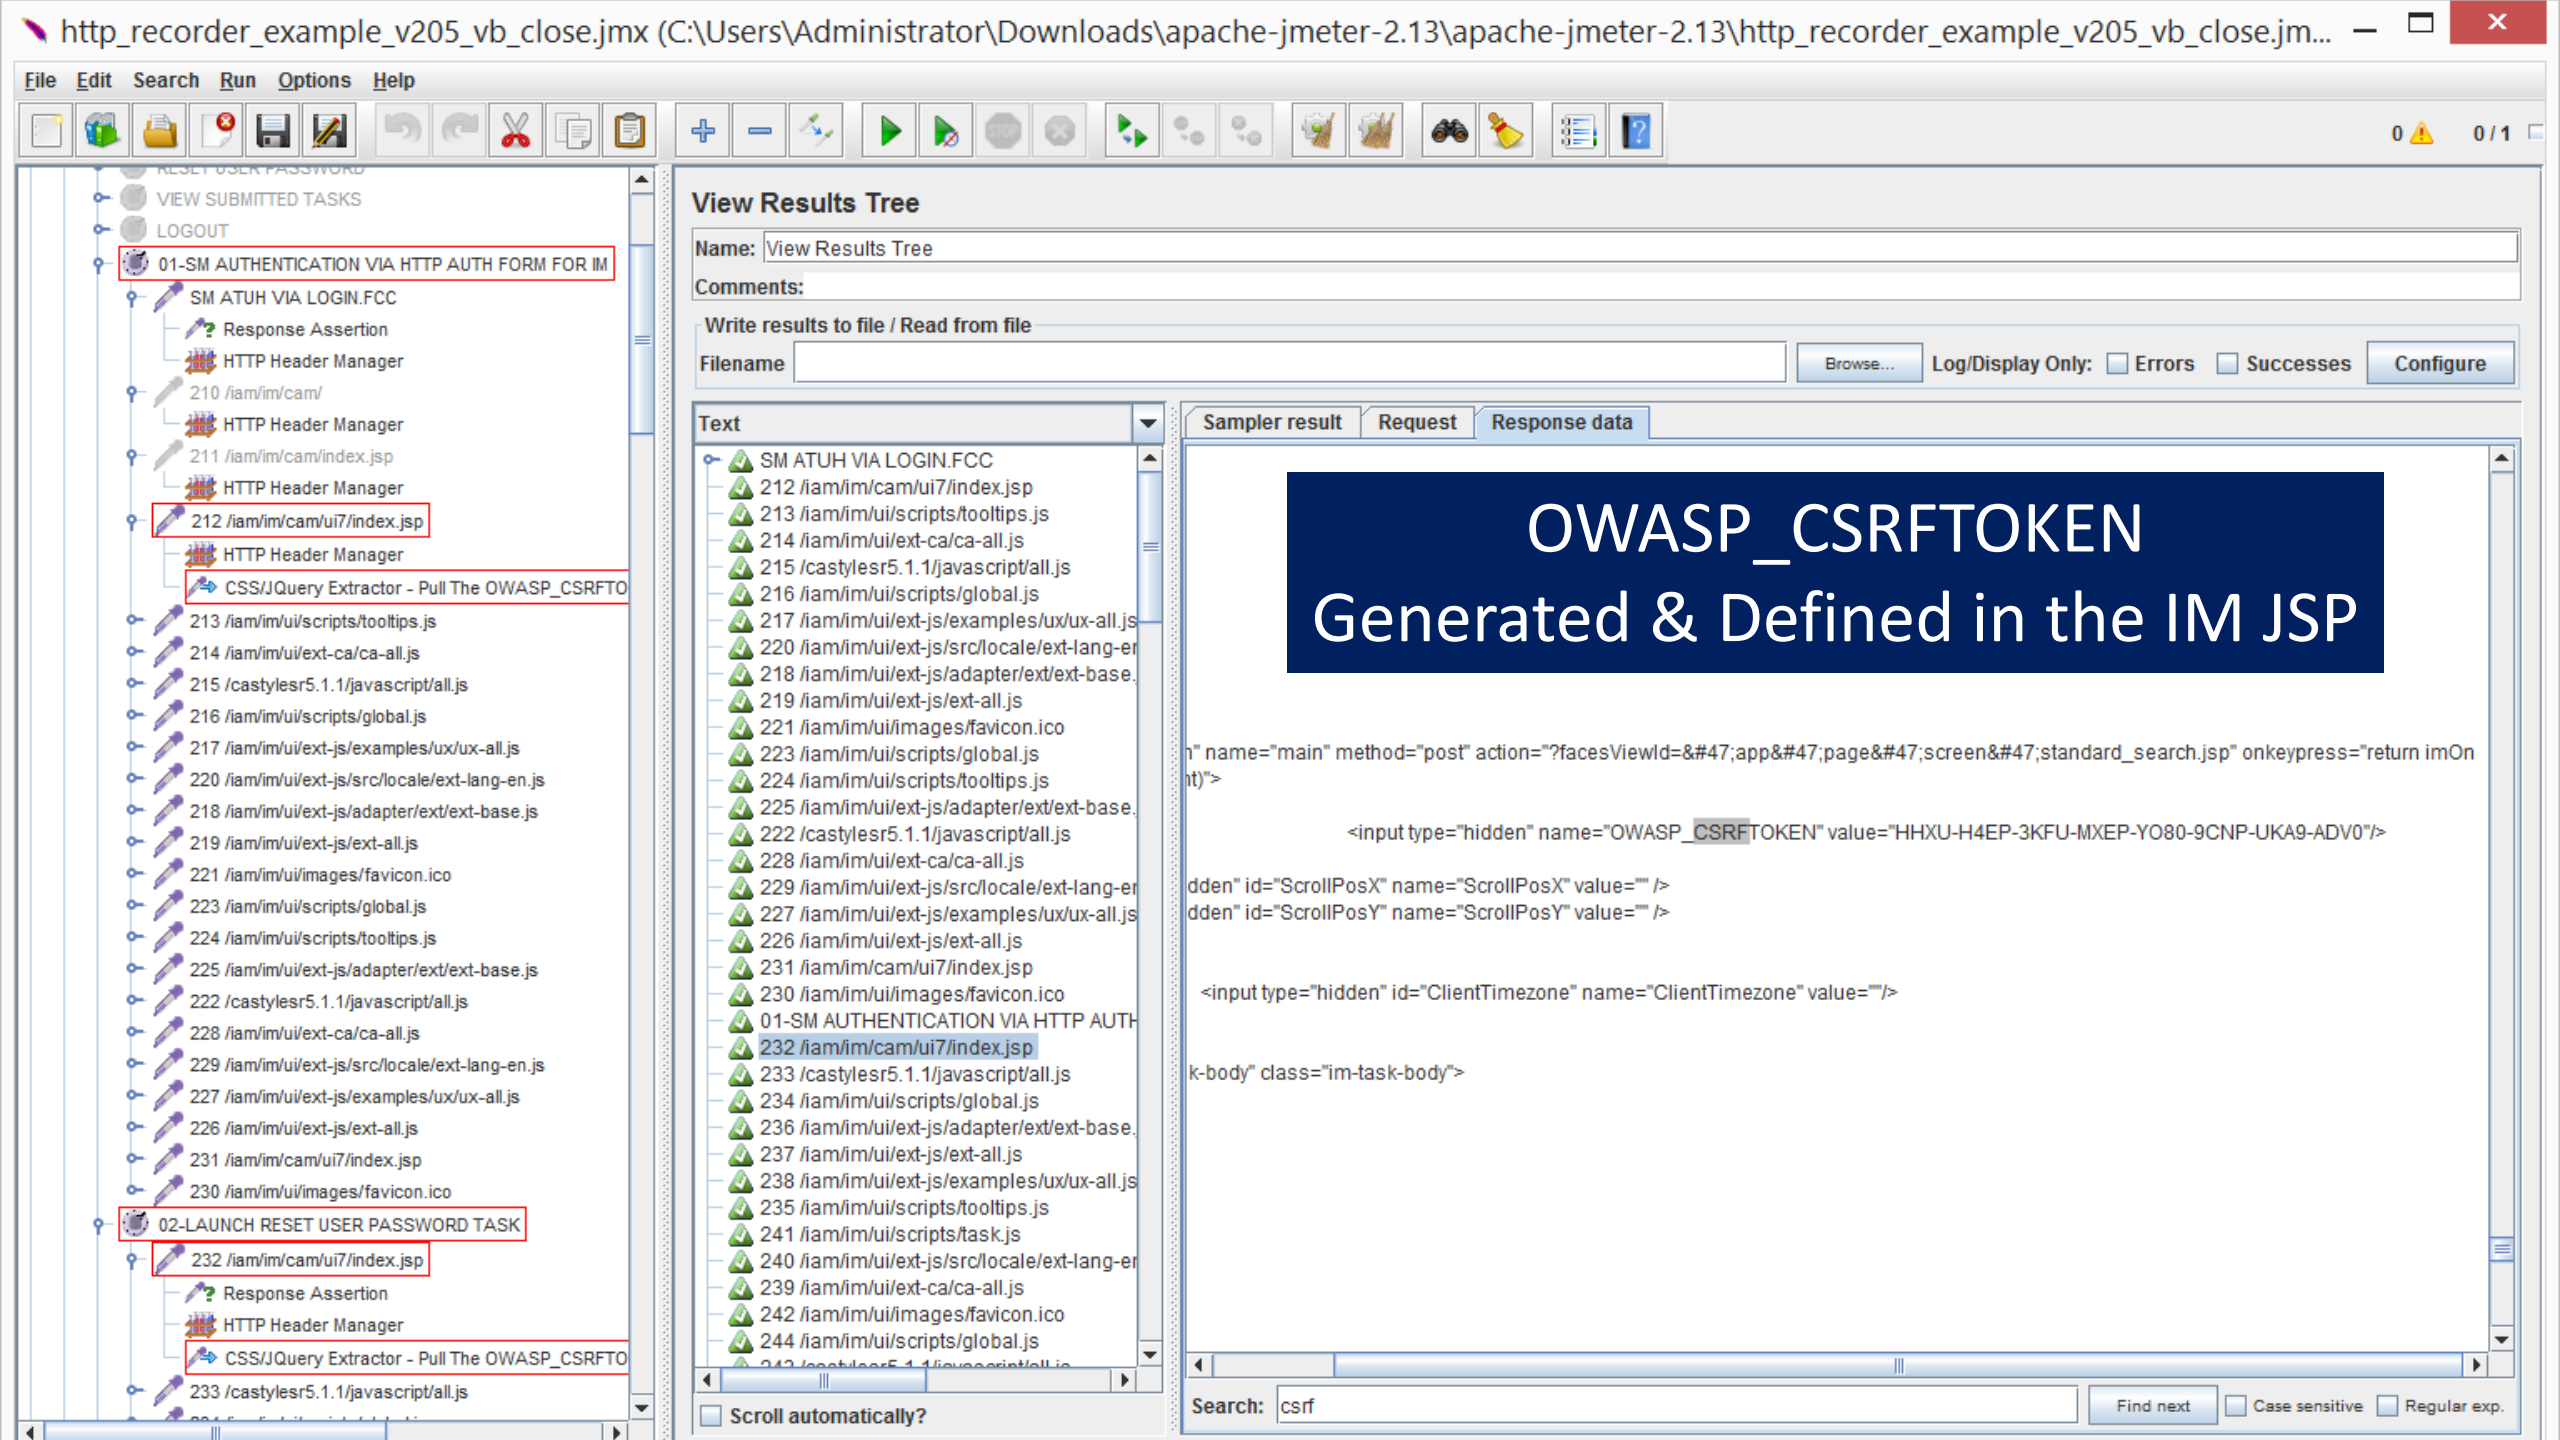 http_recorder_example_v205_vb_close.jmx (C:\Users\Administrator\Downloads\apache-jmeter-2.13\apache-jmeter-2.13\http_recorder_example_v205_vb_close.jm...
File Edit Search Run Options Help
STOP
0
0 / 1
RESET USER PASSWORD
VIEW SUBMITTED TASKS
LOGOUT
01-SM AUTHENTICATION VIA HTTP AUTH FORM FOR IM
SM ATUH VIA LOGIN.FCC
Response Assertion
HTTP Header Manager
210 /iam/im/cam/
HTTP Header Manager
211 /iam/im/cam/index.jsp
HTTP Header Manager
212 /iam/im/cam/ui7/index.jsp
HTTP Header Manager
CSS/JQuery Extractor - Pull The OWASP_CSRFTO
213 /iam/im/ui/scripts/tooltips.js
214 /iam/im/ui/ext-ca/ca-all.js
215 /castylesr5.1.1/javascript/all.js
216 /iam/im/ui/scripts/global.js
217 /iam/im/ui/ext-js/examples/ux/ux-all.js
220 /iam/im/ui/ext-js/src/locale/ext-lang-en.js
218 /iam/im/ui/ext-js/adapter/ext/ext-base.js
219 /iam/im/ui/ext-js/ext-all.js
221 /iam/im/ui/images/favicon.ico
223 /iam/im/ui/scripts/global.js
224 /iam/im/ui/scripts/tooltips.js
225 /iam/im/ui/ext-js/adapter/ext/ext-base.js
222 /castylesr5.1.1/javascript/all.js
228 /iam/im/ui/ext-ca/ca-all.js
229 /iam/im/ui/ext-js/src/locale/ext-lang-en.js
227 /iam/im/ui/ext-js/examples/ux/ux-all.js
226 /iam/im/ui/ext-js/ext-all.js
231 /iam/im/cam/ui7/index.jsp
230 /iam/im/ui/images/favicon.ico
02-LAUNCH RESET USER PASSWORD TASK
232 /iam/im/cam/ui7/index.jsp
Response Assertion
HTTP Header Manager
CSS/JQuery Extractor - Pull The OWASP_CSRFTO
233 /castylesr5.1.1/javascript/all.js
View Results Tree
Name: View Results Tree
Comments:
Write results to file / Read from file
Filename
Browse... Log/Display Only: Errors Successes Configure
Text
SM ATUH VIA LOGIN.FCC
212 /iam/im/cam/ui7/index.jsp
213 /iam/im/ui/scripts/tooltips.js
214 /iam/im/ui/ext-ca/ca-all.js
215 /castylesr5.1.1/javascript/all.js
216 /iam/im/ui/scripts/global.js
217 /iam/im/ui/ext-js/examples/ux/ux-all.js
220 /iam/im/ui/ext-js/src/locale/ext-lang-er
218 /iam/im/ui/ext-js/adapter/ext/ext-base.
219 /iam/im/ui/ext-js/ext-all.js
221 /iam/im/ui/images/favicon.ico
223 /iam/im/ui/scripts/global.js
224 /iam/im/ui/scripts/tooltips.js
225 /iam/im/ui/ext-js/adapter/ext/ext-base.
222 /castylesr5.1.1/javascript/all.js
228 /iam/im/ui/ext-ca/ca-all.js
229 /iam/im/ui/ext-js/src/locale/ext-lang-er
227 /iam/im/ui/ext-js/examples/ux/ux-all.js
226 /iam/im/ui/ext-js/ext-all.js
231 /iam/im/cam/ui7/index.jsp
230 /iam/im/ui/images/favicon.ico
01-SM AUTHENTICATION VIA HTTP AUTH
232 /iam/im/cam/ui7/index.jsp
233 /castylesr5.1.1/javascript/all.js
234 /iam/im/ui/scripts/global.js
236 /iam/im/ui/ext-js/adapter/ext/ext-base.
237 /iam/im/ui/ext-js/ext-all.js
238 /iam/im/ui/ext-js/examples/ux/ux-all.js
235 /iam/im/ui/scripts/tooltips.js
241 /iam/im/ui/scripts/task.js
240 /iam/im/ui/ext-js/src/locale/ext-lang-er
239 /iam/im/ui/ext-ca/ca-all.js
242 /iam/im/ui/images/favicon.ico
244 /iam/im/ui/scripts/global.js
Scroll automatically?
Sampler result Request Response data
OWASP_CSRFTOKEN
Generated & Defined in the IM JSP
n" name="main" method="post" action="?facesViewId=&#47;app&#47;page&#47;screen&#47;standard_search.jsp" onkeypress="return imOn
nt)">
<input type="hidden" name="OWASP_CSRFTOKEN" value="HHXU-H4EP-3KFU-MXEP-YO80-9CNP-UKA9-ADV0"/>
dden" id="ScrollPosX" name="ScrollPosX" value="" />
dden" id="ScrollPosY" name="ScrollPosY" value="" />
<input type="hidden" id="ClientTimezone" name="ClientTimezone" value=""/>
k-body" class="im-task-body">
Search: csrf
Find next Case sensitive Regular exp.